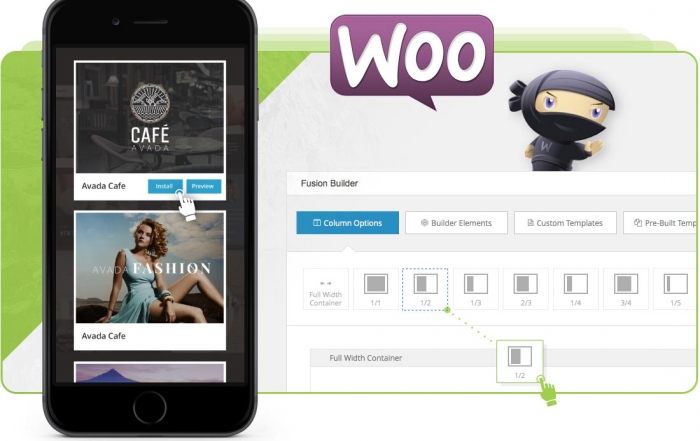 WOO
CAFÉ
AVADA
Avada Cafe
Install
Preview
AVADA FASHION
Avada Cafe
W
Fusion Builder
Column Options
Builder Elements
Custom Templates
Pre-Built Temp
Full Width
Container
1/1
1/2
1/3
2/3
1/4
3/4
1/5
Full Width Container
1/2